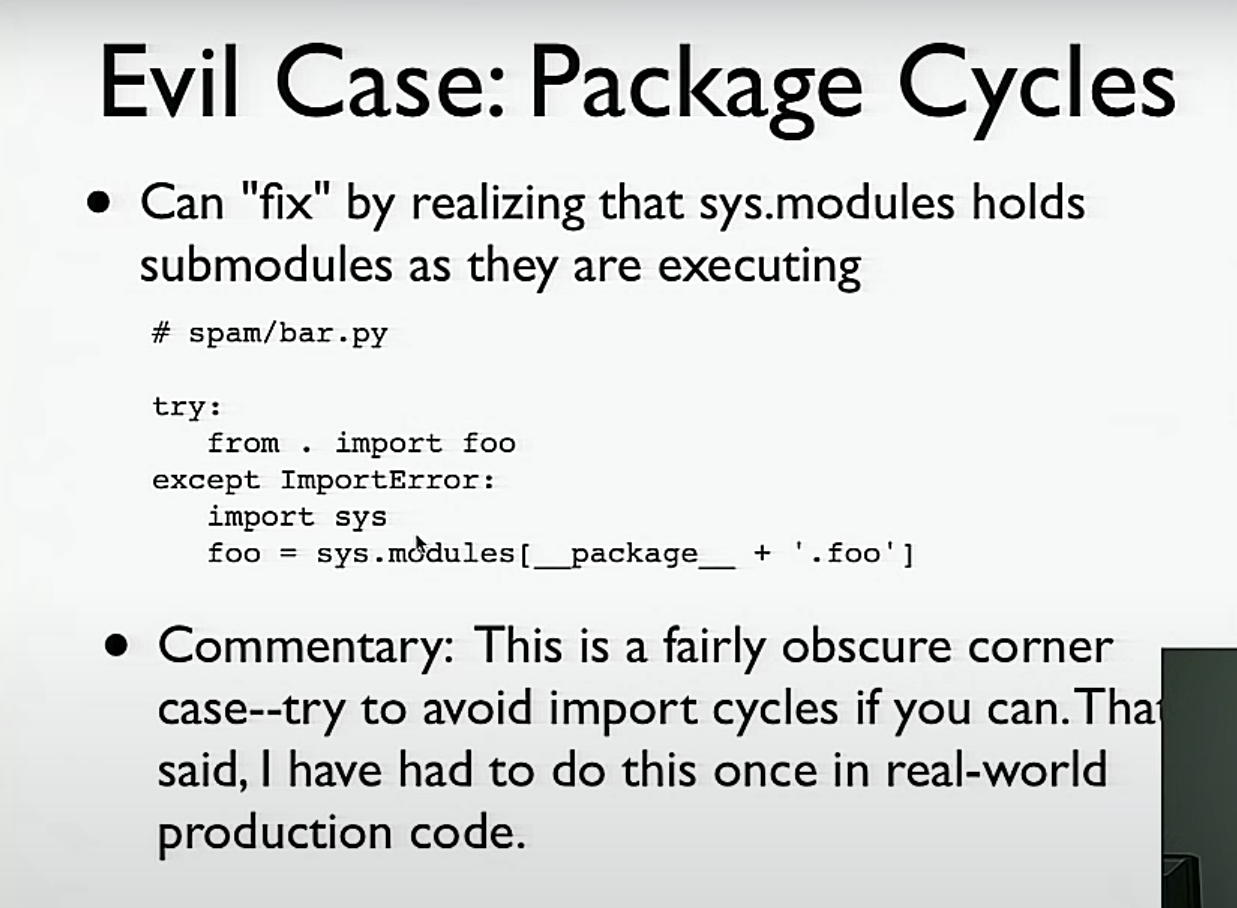 Evil Case: Package Cycles
• Can "fix" by realizing that sys.modules holds
submodules as they are executing
# spam/bar.py
try:
from . import foo
except ImportError:
import sys
foo = sys.modules[__package__ + '.foo']
• Commentary: This is a fairly obscure corner
case--try to avoid import cycles if you can. That
said, I have had to do this once in real-world
production code.